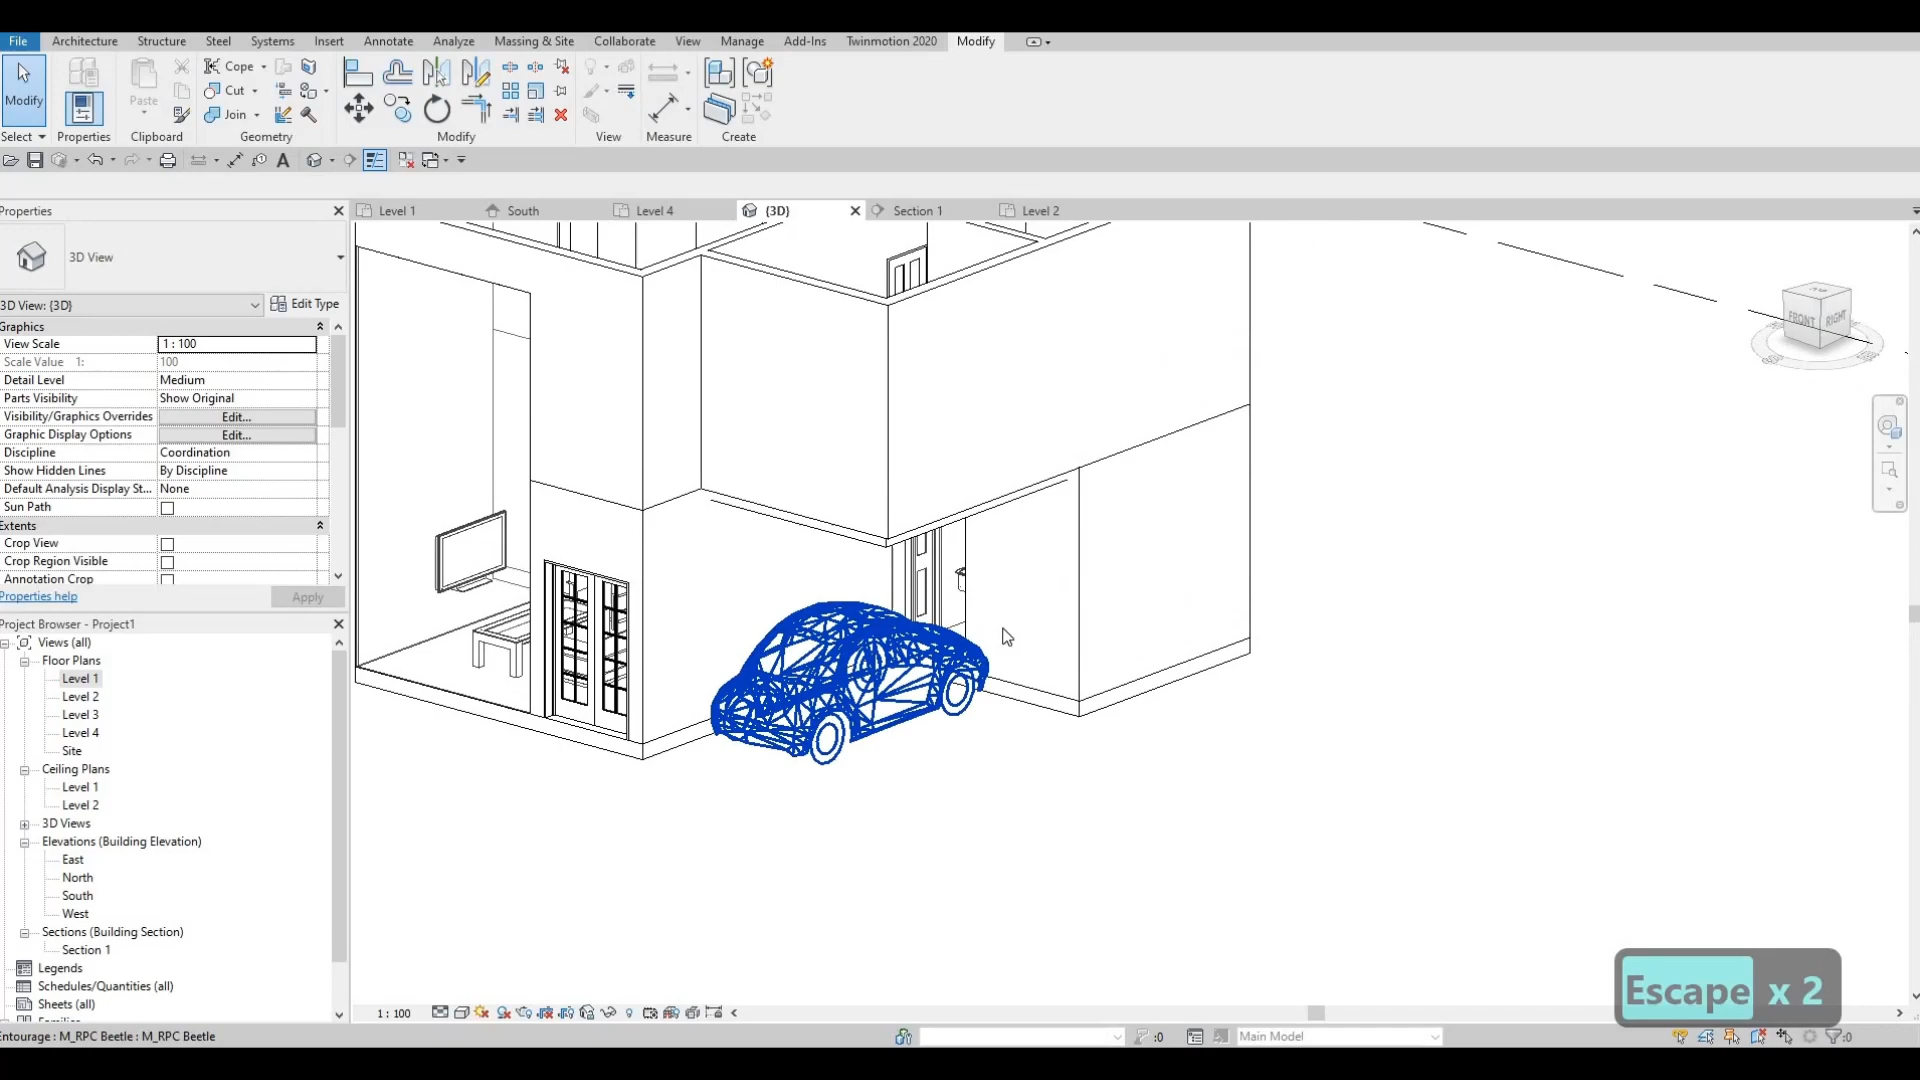 File Architecture Structure Steel Systems Insert Annotate Analyze Massing & Site Collaborate View Manage Add-Ins Twinmotion 2020 Modify
Modify
Paste
Cope
Cut
Join
Select Properties Clipboard Geometry Modify View Measure Create
A
Properties
Level 1 South Level 4 {3D} Section 1 Level 2
3D View
3D View: {3D} Edit Type
Graphics
View Scale 1 : 100
Scale Value 1: 100
Detail Level Medium
Parts Visibility Show Original
Visibility/Graphics Overrides Edit...
Graphic Display Options Edit...
Discipline Coordination
Show Hidden Lines By Discipline
Default Analysis Display St... None
Sun Path
Extents
Crop View
Crop Region Visible
Annotation Crop
Properties help Apply
FRONT RIGHT
Project Browser - Project1
Views (all)
Floor Plans
Level 1
Level 2
Level 3
Level 4
Site
Ceiling Plans
Level 1
Level 2
3D Views
Elevations (Building Elevation)
East
North
South
West
Sections (Building Section)
Section 1
Legends
Schedules/Quantities (all)
Sheets (all)
1 : 100
Escape x 2
Entourage : M_RPC Beetle : M_RPC Beetle
:0
Main Model
:0